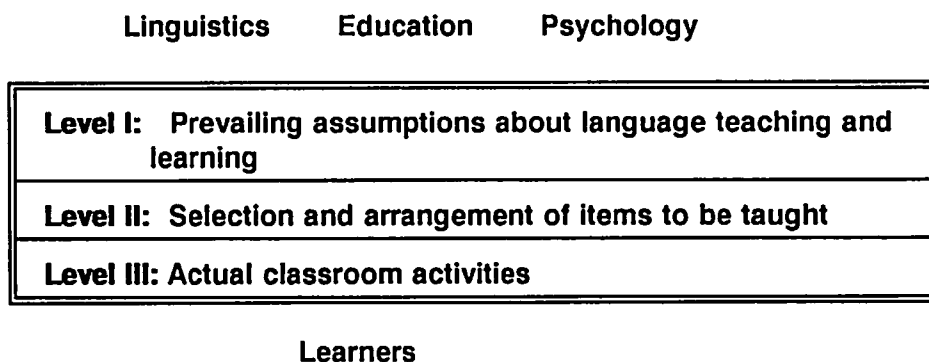 Linguistics Education Psychology
Level I: Prevailing assumptions about language teaching and
learning
Level II: Selection and arrangement of items to be taught
Level III: Actual classroom activities
Learners